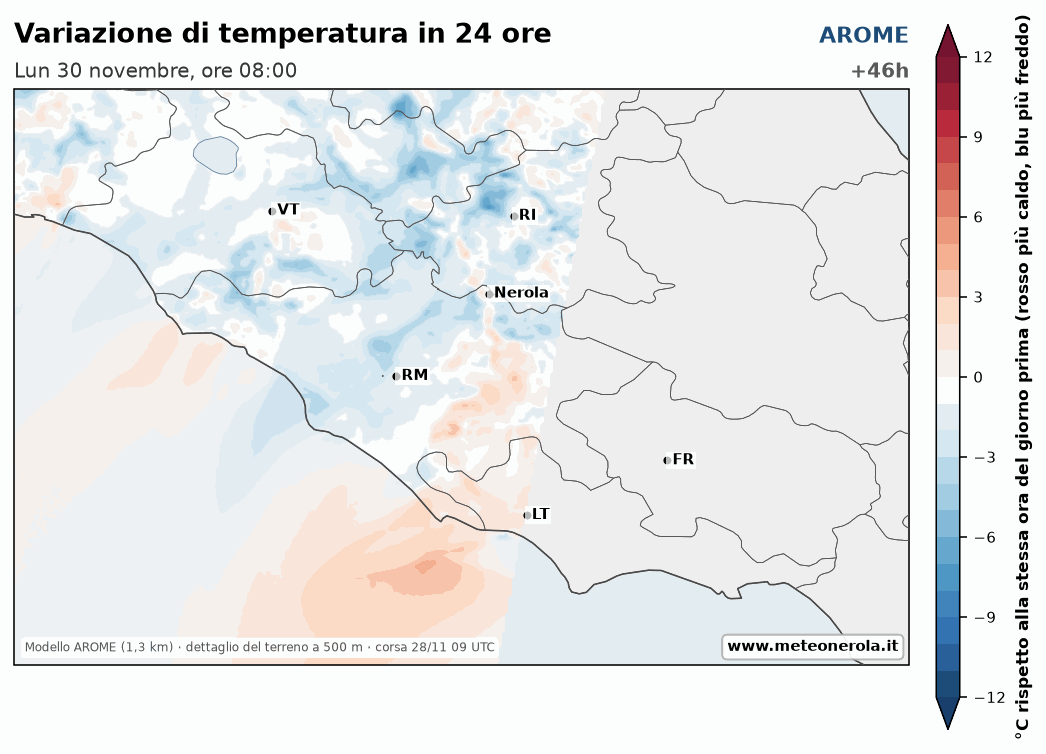 Variazione di temperatura in 24 ore
AROME
Lun 30 novembre, ore 08:00
+46h
VT
RI
Nerola
RM
FR
LT
Modello AROME (1,3 km) · dettaglio del terreno a 500 m · corsa 28/11 09 UTC
www.meteonerola.it
12
9
6
3
0
−3
−6
−9
−12
°C rispetto alla stessa ora del giorno prima (rosso più caldo, blu più freddo)